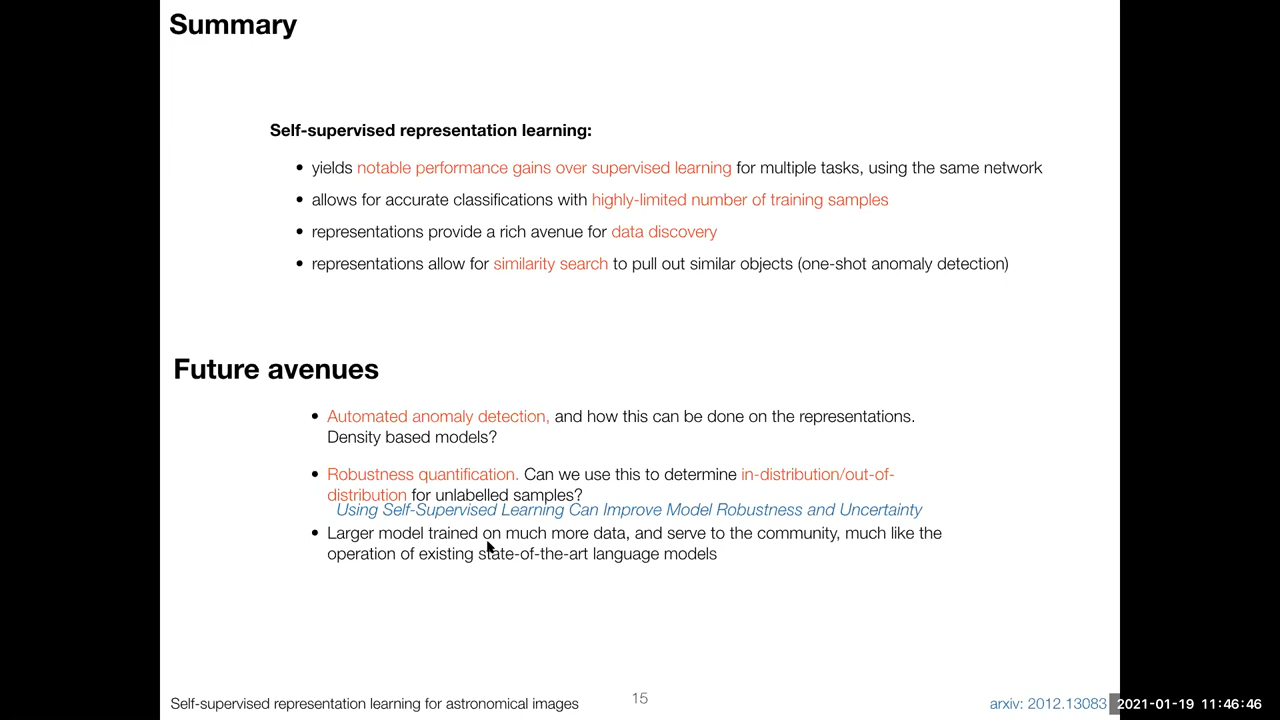 Summary
Self-supervised representation learning:
• yields notable performance gains over supervised learning for multiple tasks, using the same network
• allows for accurate classifications with highly-limited number of training samples
• representations provide a rich avenue for data discovery
• representations allow for similarity search to pull out similar objects (one-shot anomaly detection)
Future avenues
• Automated anomaly detection, and how this can be done on the representations.
Density based models?
• Robustness quantification. Can we use this to determine in-distribution/out-of-
distribution for unlabelled samples?
Using Self-Supervised Learning Can Improve Model Robustness and Uncertainty
• Larger model trained on much more data, and serve to the community, much like the
operation of existing state-of-the-art language models
Self-supervised representation learning for astronomical images
15
arxiv: 2012.13083
2021-01-19 11:46:46